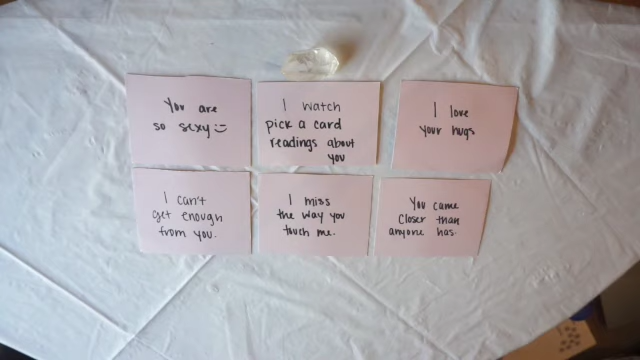 You are
so sexy :)
I watch
pick a card
readings about
you
I love
your hugs
I can't
get enough
from you.
I miss
the way you
touch me.
You came
closer than
anyone has.